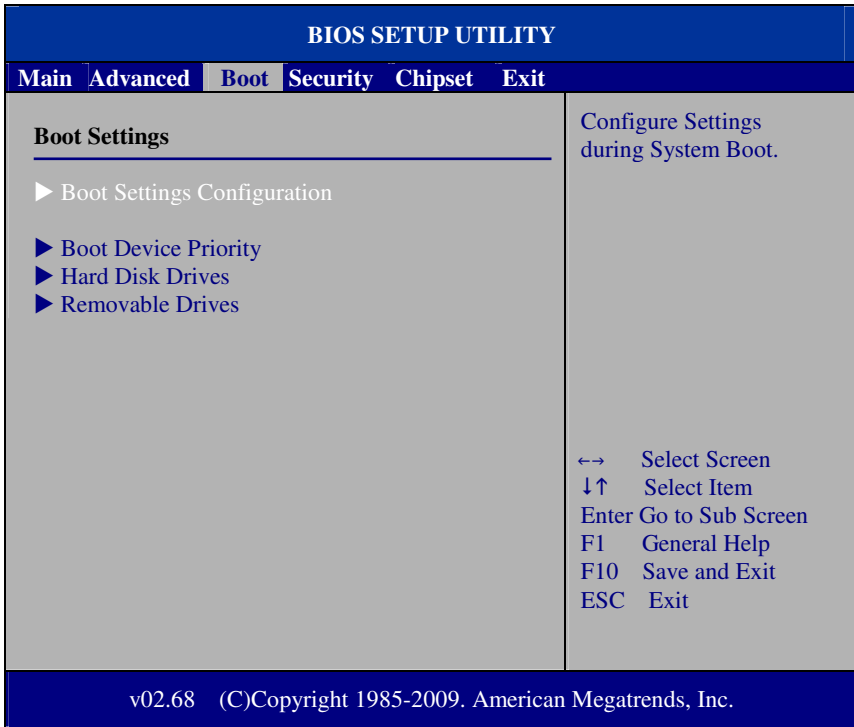 BIOS SETUP UTILITY
Main Advanced Boot Security Chipset Exit
Boot Settings
▶ Boot Settings Configuration
▶ Boot Device Priority
▶ Hard Disk Drives
▶ Removable Drives
Configure Settings
during System Boot.
←→ Select Screen
↓↑ Select Item
Enter Go to Sub Screen
F1 General Help
F10 Save and Exit
ESC Exit
v02.68 (C)Copyright 1985-2009. American Megatrends, Inc.